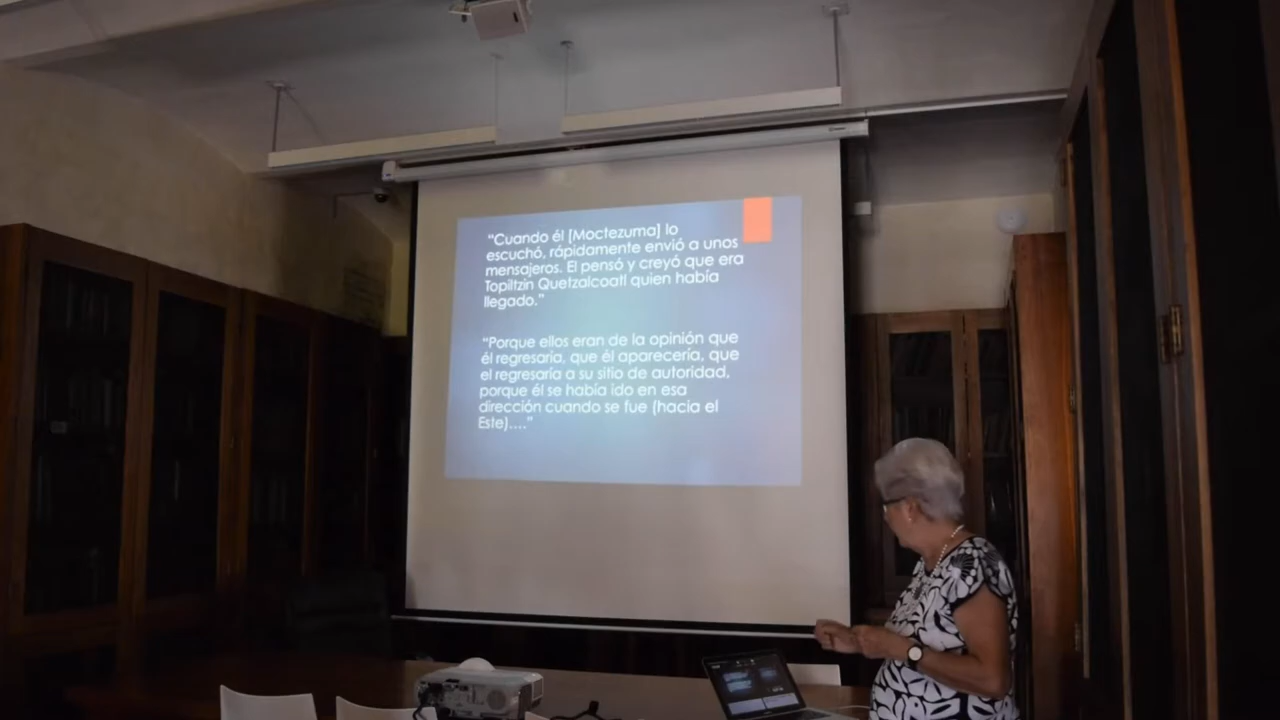 “Cuando él [Moctezuma] lo
escuchó, rápidamente envió a unos
mensajeros. El pensó y creyó que era
Topiltzin Quetzalcoatl quien había
llegado.”
“Porque ellos eran de la opinión que
él regresaría, que él aparecería, que
el regresaría a su sitio de autoridad,
porque él se había ido en esa
dirección cuando se fue (hacia el
Este)....”